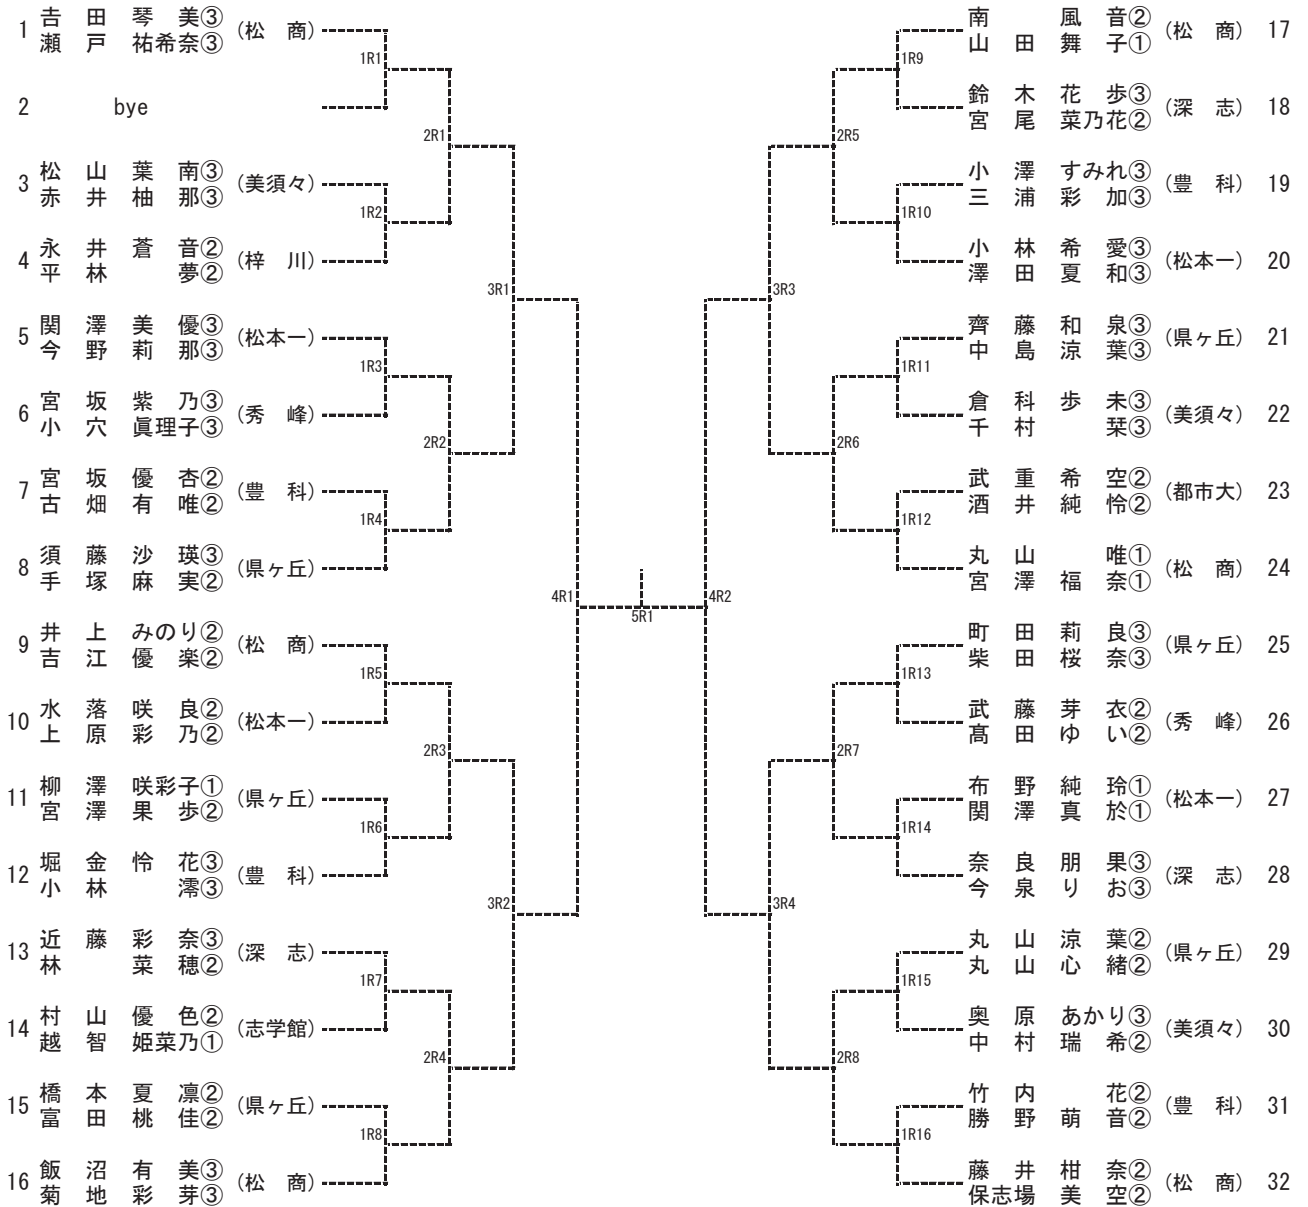 1 吉田琴美③ (松商)
瀬戸祐希奈③
1R1
2 bye
2R1
3 松山葉南③ (美須々)
赤井柚那③
1R2
4 永井蒼音② (梓川)
平林夢②
3R1
5 関澤美優③ (松本一)
今野莉那③
1R3
6 宮坂紫乃③ (秀峰)
小穴眞理子③
2R2
7 宮坂優杏② (豊科)
古畑有唯②
1R4
8 須藤沙瑛③ (県ヶ丘)
手塚麻実②
4R1
9 井上みのり② (松商)
吉江優楽②
1R5
10 水落咲良② (松本一)
上原彩乃②
2R3
11 柳澤咲彩子① (県ヶ丘)
宮澤果歩②
1R6
12 堀金怜花③ (豊科)
小林澪③
3R2
13 近藤彩奈③ (深志)
林菜穂②
1R7
14 村山優色② (志学館)
越智姫菜乃①
2R4
15 橋本夏凛② (県ヶ丘)
富田桃佳②
1R8
16 飯沼有美③ (松商)
菊地彩芽③
5R1
南風音② (松商) 17
山田舞子①
1R9
鈴木花歩③ (深志) 18
宮尾菜乃花②
2R5
小澤すみれ③ (豊科) 19
三浦彩加③
1R10
小林希愛③ (松本一) 20
澤田夏和③
3R3
齊藤和泉③ (県ヶ丘) 21
中島涼葉③
1R11
倉科歩未③ (美須々) 22
千村栞③
2R6
武重希空② (都市大) 23
酒井純怜②
1R12
丸山唯① (松商) 24
宮澤福奈①
4R2
町田莉良③ (県ヶ丘) 25
柴田桜奈③
1R13
武藤芽衣② (秀峰) 26
髙田ゆい②
2R7
布野純玲① (松本一) 27
関澤真於①
1R14
奈良朋果③ (深志) 28
今泉りお③
3R4
丸山涼葉② (県ヶ丘) 29
丸山心緒②
1R15
奥原あかり③ (美須々) 30
中村瑞希②
2R8
竹内花② (豊科) 31
勝野萌音②
1R16
藤井柑奈② (松商) 32
保志場美空②